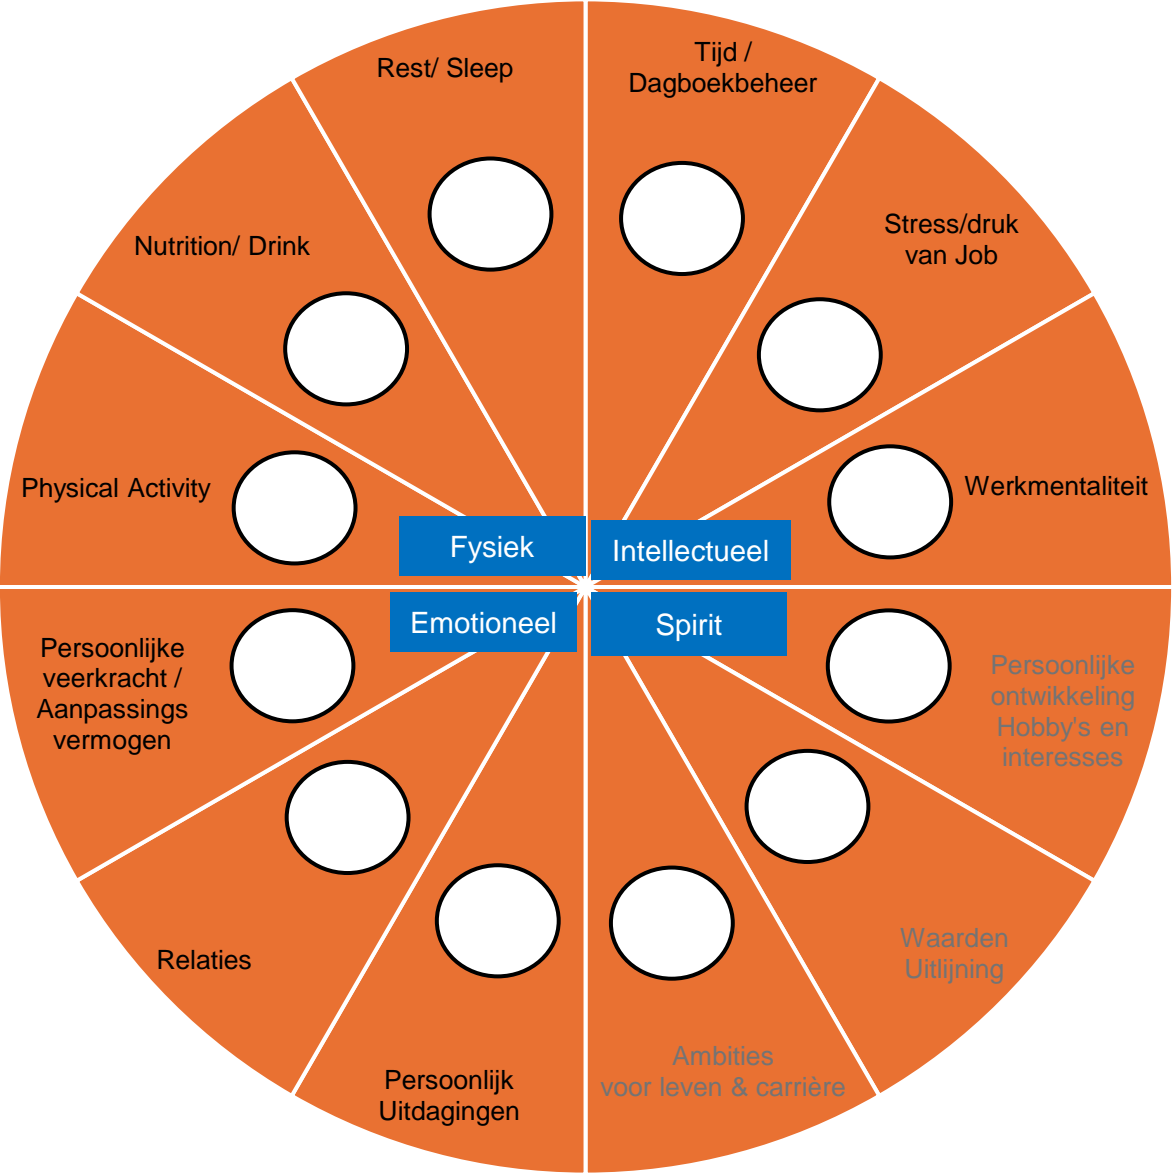 Rest/ Sleep
Tijd /
Dagboekbeheer
Nutrition/ Drink
Stress/druk
van Job
Physical Activity
Werkmentaliteit
Fysiek
Intellectueel
Emotioneel
Spirit
Persoonlijke
veerkracht /
Aanpassings
vermogen
Persoonlijke
ontwikkeling
Hobby's en
interesses
Relaties
Waarden
Uitlijning
Persoonlijk
Uitdagingen
Ambities
voor leven & carrière